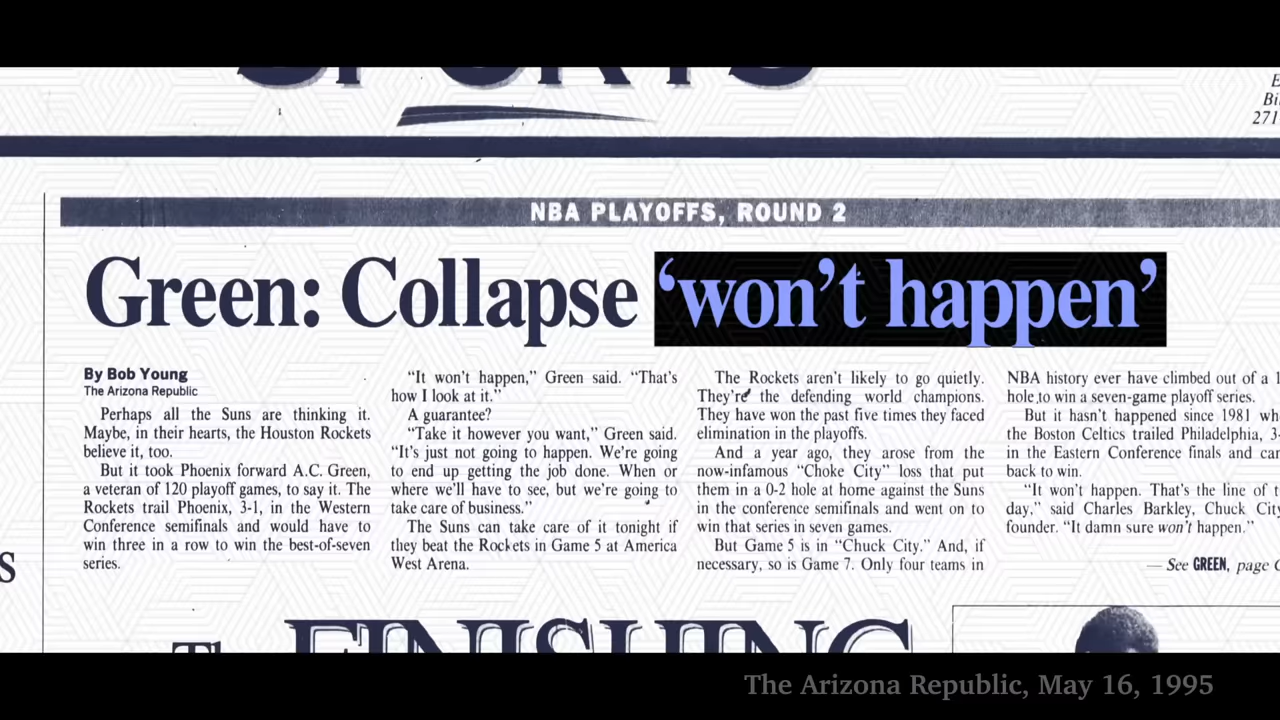 SPORTS
E
Bi
271
NBA PLAYOFFS, ROUND 2
Green: Collapse ‘won’t happen’
By Bob Young
The Arizona Republic
Perhaps all the Suns are thinking it.
Maybe, in their hearts, the Houston Rockets
believe it, too.
But it took Phoenix forward A.C. Green,
a veteran of 120 playoff games, to say it. The
Rockets trail Phoenix, 3-1, in the Western
Conference semifinals and would have to
win three in a row to win the best-of-seven
series.
“It won’t happen,” Green said. “That’s
how I look at it.”
A guarantee?
“Take it however you want,” Green said.
“It’s just not going to happen. We’re going
to end up getting the job done. When or
where we’ll have to see, but we’re going to
take care of business.”
The Suns can take care of it tonight if
they beat the Rockets in Game 5 at America
West Arena.
The Rockets aren’t likely to go quietly.
They’re the defending world champions.
They have won the past five times they faced
elimination in the playoffs.
And a year ago, they arose from the
now-infamous “Choke City” loss that put
them in a 0-2 hole at home against the Suns
in the conference semifinals and went on to
win that series in seven games.
But Game 5 is in “Chuck City.” And, if
necessary, so is Game 7. Only four teams in
NBA history ever have climbed out of a 1
hole to win a seven-game playoff series.
But it hasn’t happened since 1981 wh
the Boston Celtics trailed Philadelphia, 3-
in the Eastern Conference finals and car
back to win.
“It won’t happen. That’s the line of t
day,” said Charles Barkley, Chuck City
founder. “It damn sure won’t happen.”
— See GREEN, page C
s
The FINISHING
The Arizona Republic, May 16, 1995